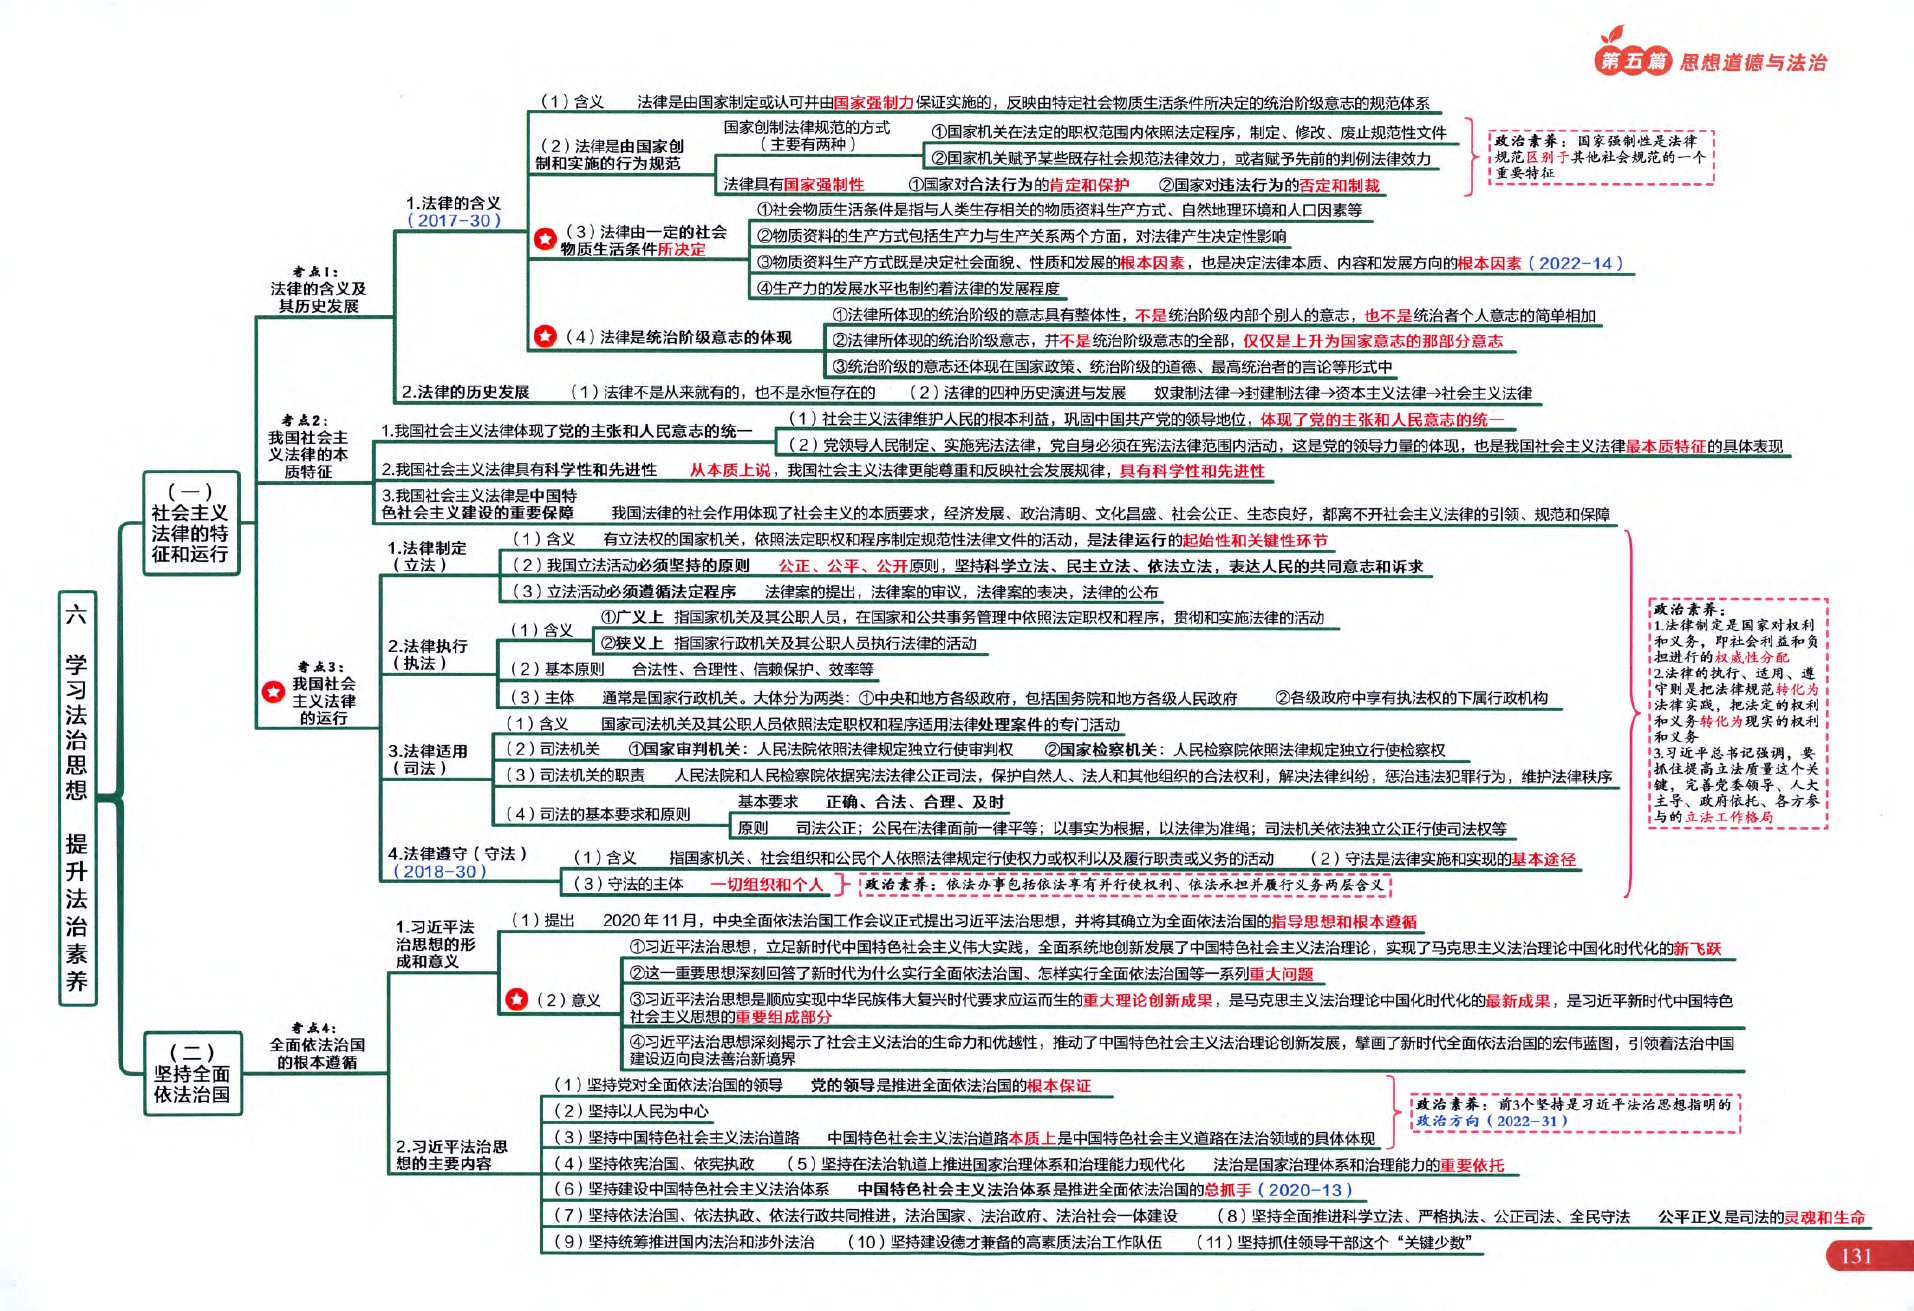 第五篇 思想道德与法治
六 学习法治思想 提升法治素养
（一）
社会主义
法律的特
征和运行
考点1：
法律的含义及
其历史发展
1.法律的含义
（2017-30）
（1）含义 法律是由国家制定或认可并由国家强制力保证实施的，反映由特定社会物质生活条件所决定的统治阶级意志的规范体系
（2）法律是由国家创
制和实施的行为规范
国家创制法律规范的方式
（主要有两种）
①国家机关在法定的职权范围内依照法定程序，制定、修改、废止规范性文件
②国家机关赋予某些既存社会规范法律效力，或者赋予先前的判例法律效力
法律具有国家强制性 ①国家对合法行为的肯定和保护 ②国家对违法行为的否定和制裁
政治素养：国家强制性是法律
规范区别于其他社会规范的一个
重要特征
（3）法律由一定的社会
物质生活条件所决定
①社会物质生活条件是指与人类生存相关的物质资料生产方式、自然地理环境和人口因素等
②物质资料的生产方式包括生产力与生产关系两个方面，对法律产生决定性影响
③物质资料生产方式既是决定社会面貌、性质和发展的根本因素，也是决定法律本质、内容和发展方向的根本因素（2022-14）
④生产力的发展水平也制约着法律的发展程度
（4）法律是统治阶级意志的体现
①法律所体现的统治阶级的意志具有整体性，不是统治阶级内部个别人的意志，也不是统治者个人意志的简单相加
②法律所体现的统治阶级意志，并不是统治阶级意志的全部，仅仅是上升为国家意志的那部分意志
③统治阶级的意志还体现在国家政策、统治阶级的道德、最高统治者的言论等形式中
2.法律的历史发展 （1）法律不是从来就有的，也不是永恒存在的 （2）法律的四种历史演进与发展 奴隶制法律→封建制法律→资本主义法律→社会主义法律
考点2：
我国社会主
义法律的本
质特征
1.我国社会主义法律体现了党的主张和人民意志的统一
（1）社会主义法律维护人民的根本利益，巩固中国共产党的领导地位，体现了党的主张和人民意志的统一
（2）党领导人民制定、实施宪法法律，党自身必须在宪法法律范围内活动，这是党的领导力量的体现，也是我国社会主义法律最本质特征的具体表现
2.我国社会主义法律具有科学性和先进性 从本质上说，我国社会主义法律更能尊重和反映社会发展规律，具有科学性和先进性
3.我国社会主义法律是中国特
色社会主义建设的重要保障 我国法律的社会作用体现了社会主义的本质要求，经济发展、政治清明、文化昌盛、社会公正、生态良好，都离不开社会主义法律的引领、规范和保障
考点3：
我国社会
主义法律
的运行
1.法律制定
（立法）
（1）含义 有立法权的国家机关，依照法定职权和程序制定规范性法律文件的活动，是法律运行的起始性和关键性环节
（2）我国立法活动必须坚持的原则 公正、公平、公开原则，坚持科学立法、民主立法、依法立法，表达人民的共同意志和诉求
（3）立法活动必须遵循法定程序 法律案的提出，法律案的审议，法律案的表决，法律的公布
2.法律执行
（执法）
（1）含义
①广义上 指国家机关及其公职人员，在国家和公共事务管理中依照法定职权和程序，贯彻和实施法律的活动
②狭义上 指国家行政机关及其公职人员执行法律的活动
（2）基本原则 合法性、合理性、信赖保护、效率等
（3）主体 通常是国家行政机关。大体分为两类：①中央和地方各级政府，包括国务院和地方各级人民政府 ②各级政府中享有执法权的下属行政机构
3.法律适用
（司法）
（1）含义 国家司法机关及其公职人员依照法定职权和程序适用法律处理案件的专门活动
（2）司法机关 ①国家审判机关：人民法院依照法律规定独立行使审判权 ②国家检察机关：人民检察院依照法律规定独立行使检察权
（3）司法机关的职责 人民法院和人民检察院依据宪法法律公正司法，保护自然人、法人和其他组织的合法权利，解决法律纠纷，惩治违法犯罪行为，维护法律秩序
（4）司法的基本要求和原则
基本要求 正确、合法、合理、及时
原则 司法公正；公民在法律面前一律平等；以事实为根据，以法律为准绳；司法机关依法独立公正行使司法权等
4.法律遵守（守法）
（2018-30）
（1）含义 指国家机关、社会组织和公民个人依照法律规定行使权力或权利以及履行职责或义务的活动 （2）守法是法律实施和实现的基本途径
（3）守法的主体 一切组织和个人
政治素养：依法办事包括依法享有并行使权利、依法承担并履行义务两层含义
政治素养：
1.法律制定是国家对权利
和义务，即社会利益和负
担进行的权威性分配
2.法律的执行、适用、遵
守则是把法律规范转化为
法律实践，把法定的权利
和义务转化为现实的权利
和义务
3.习近平总书记强调，要
抓住提高立法质量这个关
键，完善党委领导、人大
主导、政府依托、各方参
与的立法工作格局
（二）
坚持全面
依法治国
考点4：
全面依法治国
的根本遵循
1.习近平法
治思想的形
成和意义
（1）提出 2020年11月，中央全面依法治国工作会议正式提出习近平法治思想，并将其确立为全面依法治国的指导思想和根本遵循
（2）意义
①习近平法治思想，立足新时代中国特色社会主义伟大实践，全面系统地创新发展了中国特色社会主义法治理论，实现了马克思主义法治理论中国化时代化的新飞跃
②这一重要思想深刻回答了新时代为什么实行全面依法治国、怎样实行全面依法治国等一系列重大问题
③习近平法治思想是顺应实现中华民族伟大复兴时代要求应运而生的重大理论创新成果，是马克思主义法治理论中国化时代化的最新成果，是习近平新时代中国特色
社会主义思想的重要组成部分
④习近平法治思想深刻揭示了社会主义法治的生命力和优越性，推动了中国特色社会主义法治理论创新发展，擘画了新时代全面依法治国的宏伟蓝图，引领着法治中国
建设迈向良法善治新境界
2.习近平法治思
想的主要内容
（1）坚持党对全面依法治国的领导 党的领导是推进全面依法治国的根本保证
（2）坚持以人民为中心
（3）坚持中国特色社会主义法治道路 中国特色社会主义法治道路本质上是中国特色社会主义道路在法治领域的具体体现
政治素养：前3个坚持是习近平法治思想指明的
政治方向（2022-31）
（4）坚持依宪治国、依宪执政 （5）坚持在法治轨道上推进国家治理体系和治理能力现代化 法治是国家治理体系和治理能力的重要依托
（6）坚持建设中国特色社会主义法治体系 中国特色社会主义法治体系是推进全面依法治国的总抓手（2020-13）
（7）坚持依法治国、依法执政、依法行政共同推进，法治国家、法治政府、法治社会一体建设 （8）坚持全面推进科学立法、严格执法、公正司法、全民守法 公平正义是司法的灵魂和生命
（9）坚持统筹推进国内法治和涉外法治 （10）坚持建设德才兼备的高素质法治工作队伍 （11）坚持抓住领导干部这个“关键少数”
131